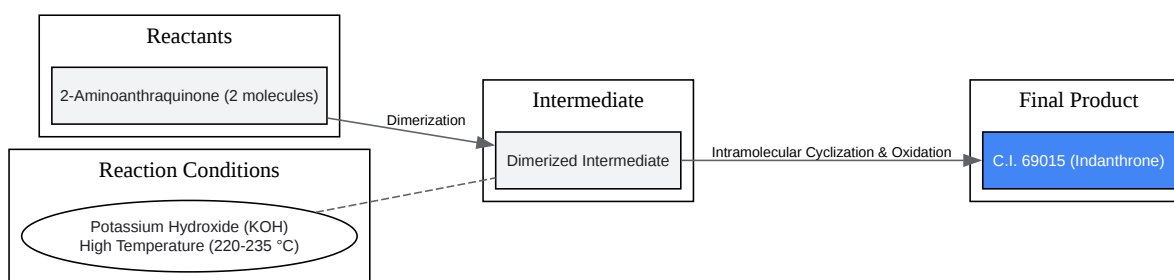 Reactants
2-Aminoanthraquinone (2 molecules)
Dimerization
Reaction Conditions
Potassium Hydroxide (KOH)
High Temperature (220-235 °C)
Intermediate
Dimerized Intermediate
Intramolecular Cyclization & Oxidation
Final Product
C.I. 69015 (Indanthrone)